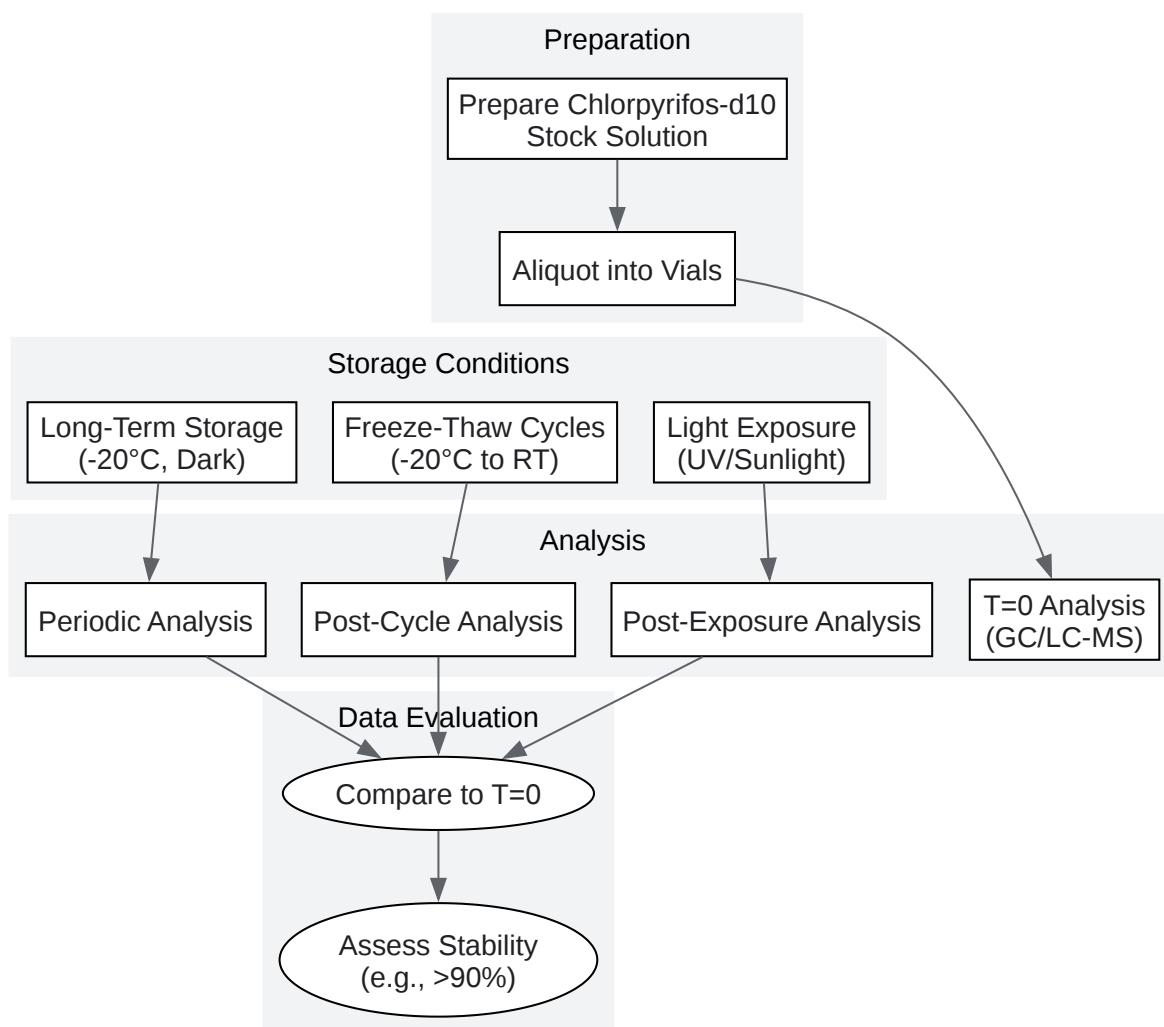 Preparation
Prepare Chlorpyrifos-d10
Stock Solution
Aliquot into Vials
Storage Conditions
Long-Term Storage
(-20°C, Dark)
Freeze-Thaw Cycles
(-20°C to RT)
Light Exposure
(UV/Sunlight)
Analysis
Periodic Analysis
Post-Cycle Analysis
Post-Exposure Analysis
T=0 Analysis
(GC/LC-MS)
Data Evaluation
Compare to T=0
Assess Stability
(e.g., >90%)